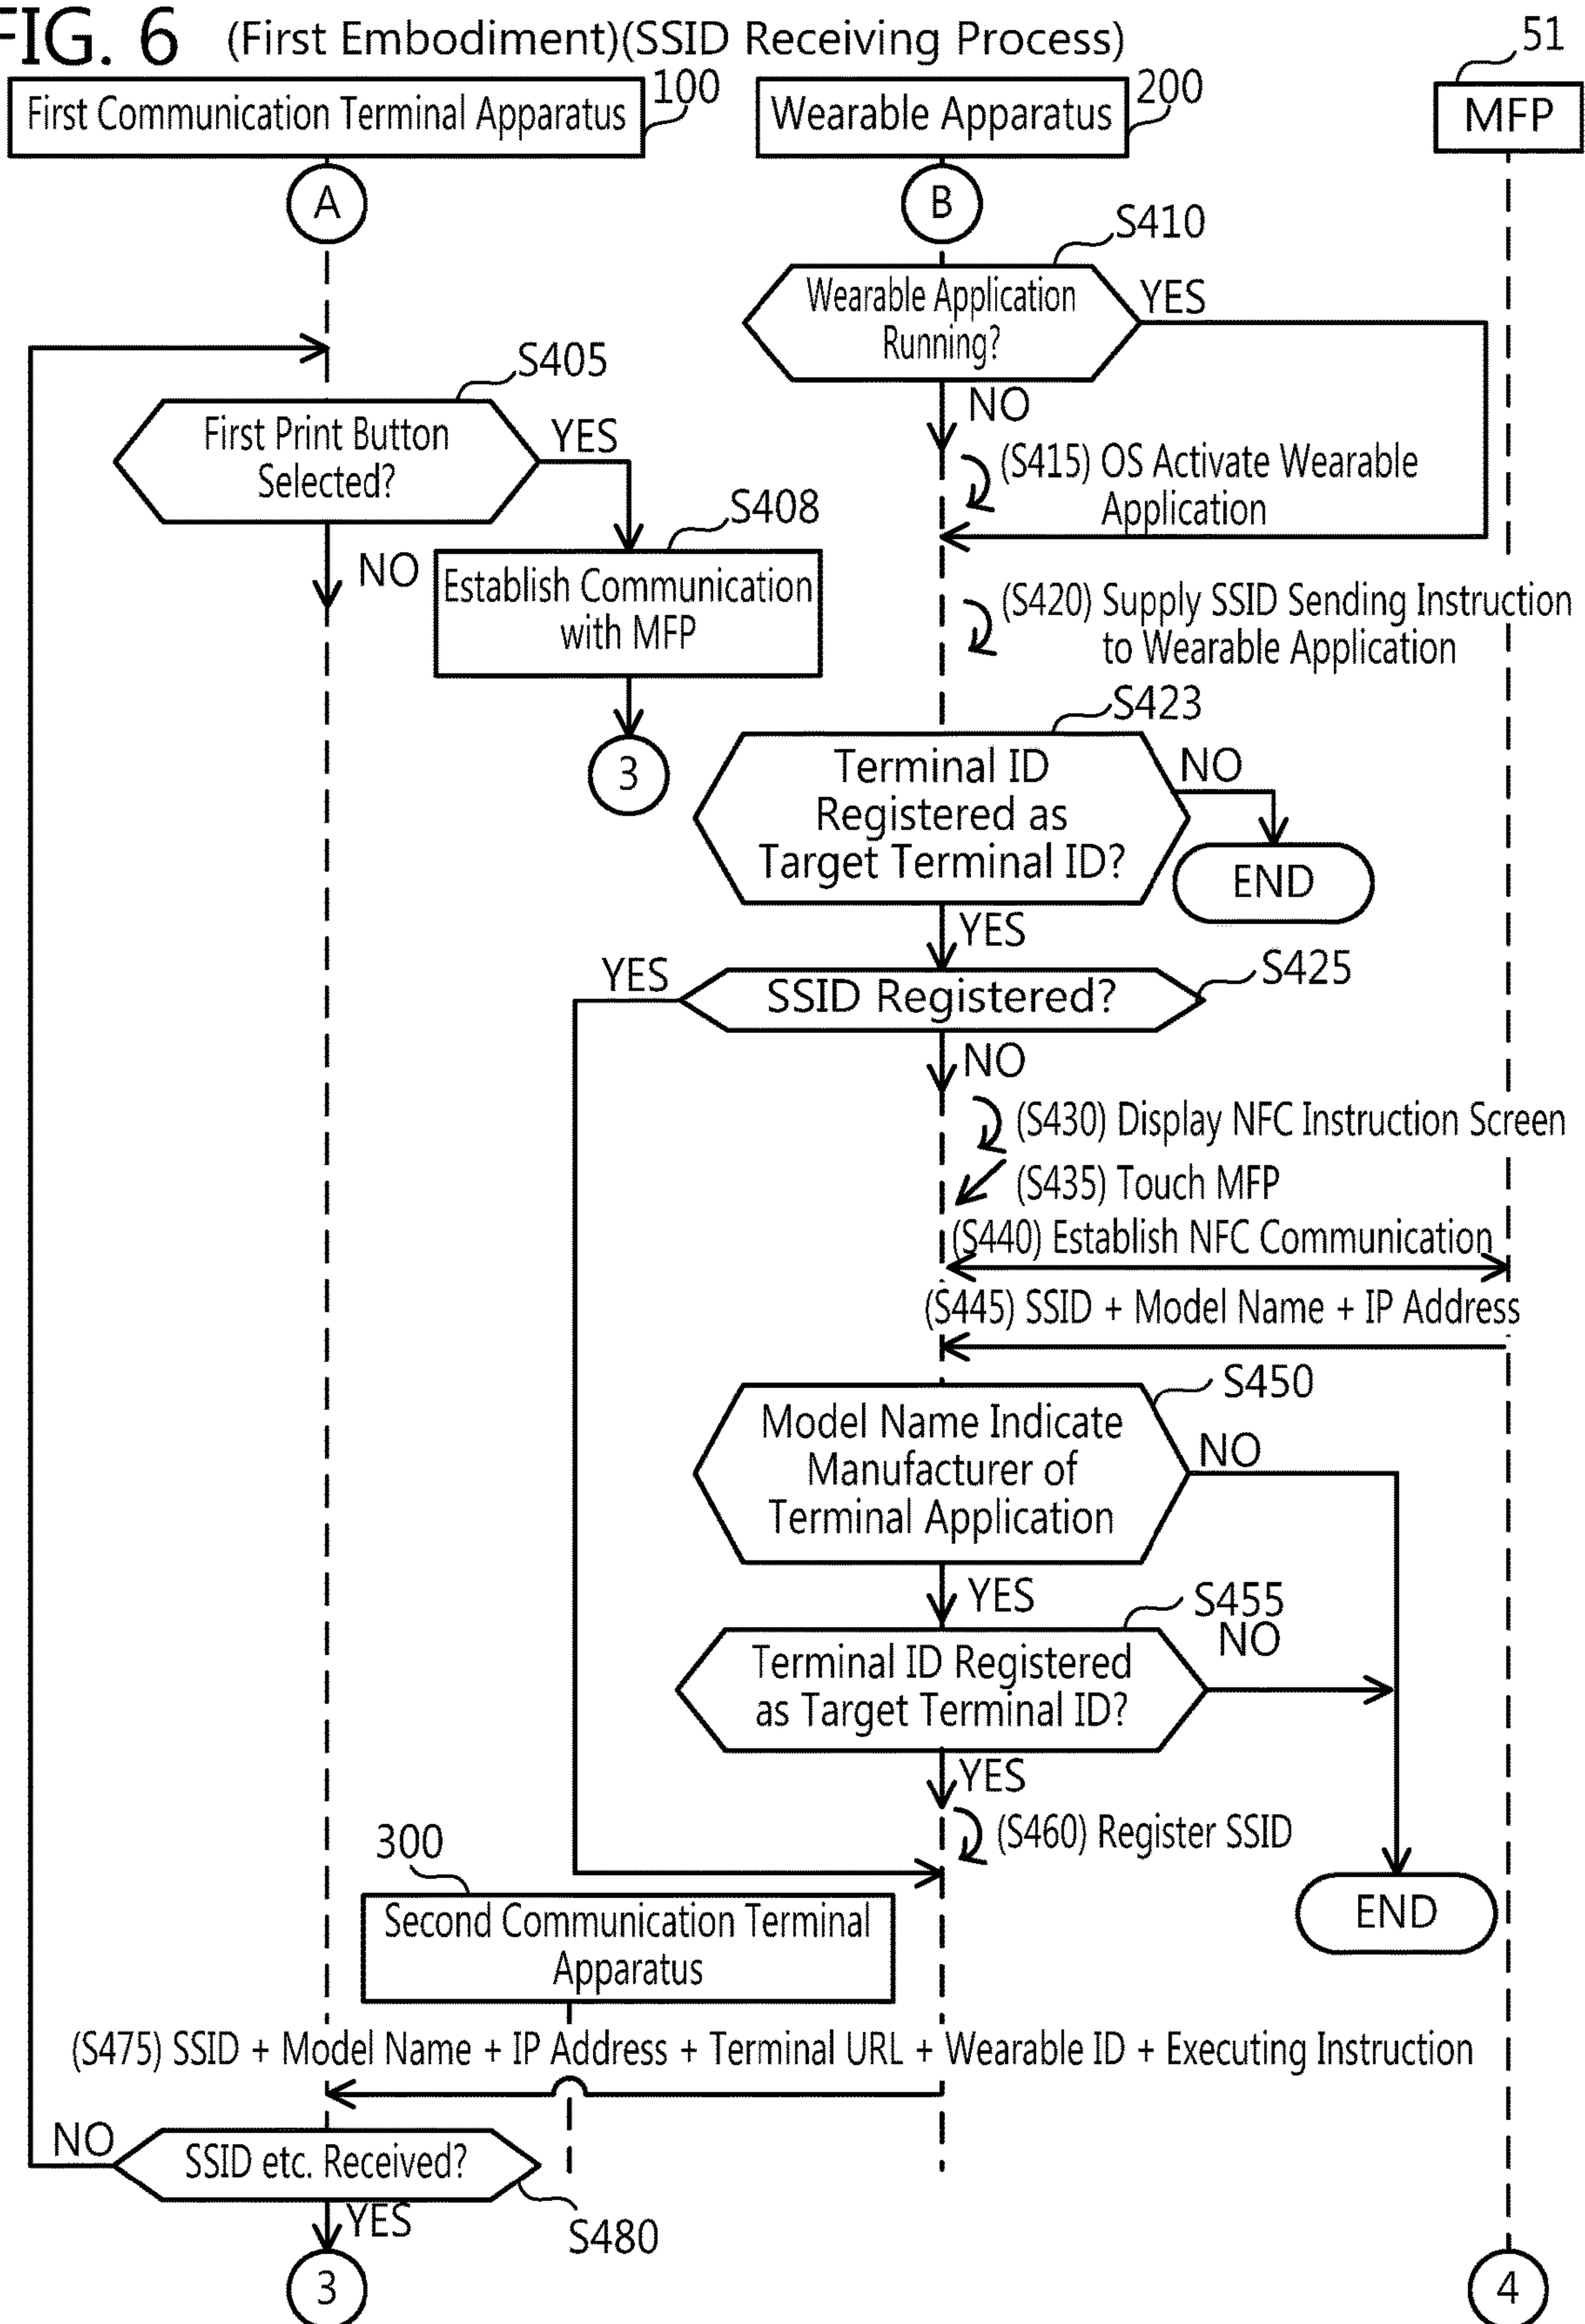 FIG. 6 (First Embodiment)(SSID Receiving Process)
First Communication Terminal Apparatus
100
Wearable Apparatus
200
51
MFP
A
B
S410
Wearable Application
Running?
YES
NO
S405
First Print Button
Selected?
YES
NO
(S415) OS Activate Wearable
Application
S408
Establish Communication
with MFP
3
(S420) Supply SSID Sending Instruction
to Wearable Application
S423
Terminal ID
Registered as
Target Terminal ID?
NO
END
YES
S425
SSID Registered?
YES
NO
(S430) Display NFC Instruction Screen
(S435) Touch MFP
(S440) Establish NFC Communication
(S445) SSID + Model Name + IP Address
S450
Model Name Indicate
Manufacturer of
Terminal Application
NO
YES
S455
Terminal ID Registered
as Target Terminal ID?
NO
YES
(S460) Register SSID
END
300
Second Communication Terminal
Apparatus
(S475) SSID + Model Name + IP Address + Terminal URL + Wearable ID + Executing Instruction
NO
SSID etc. Received?
S480
YES
3
4